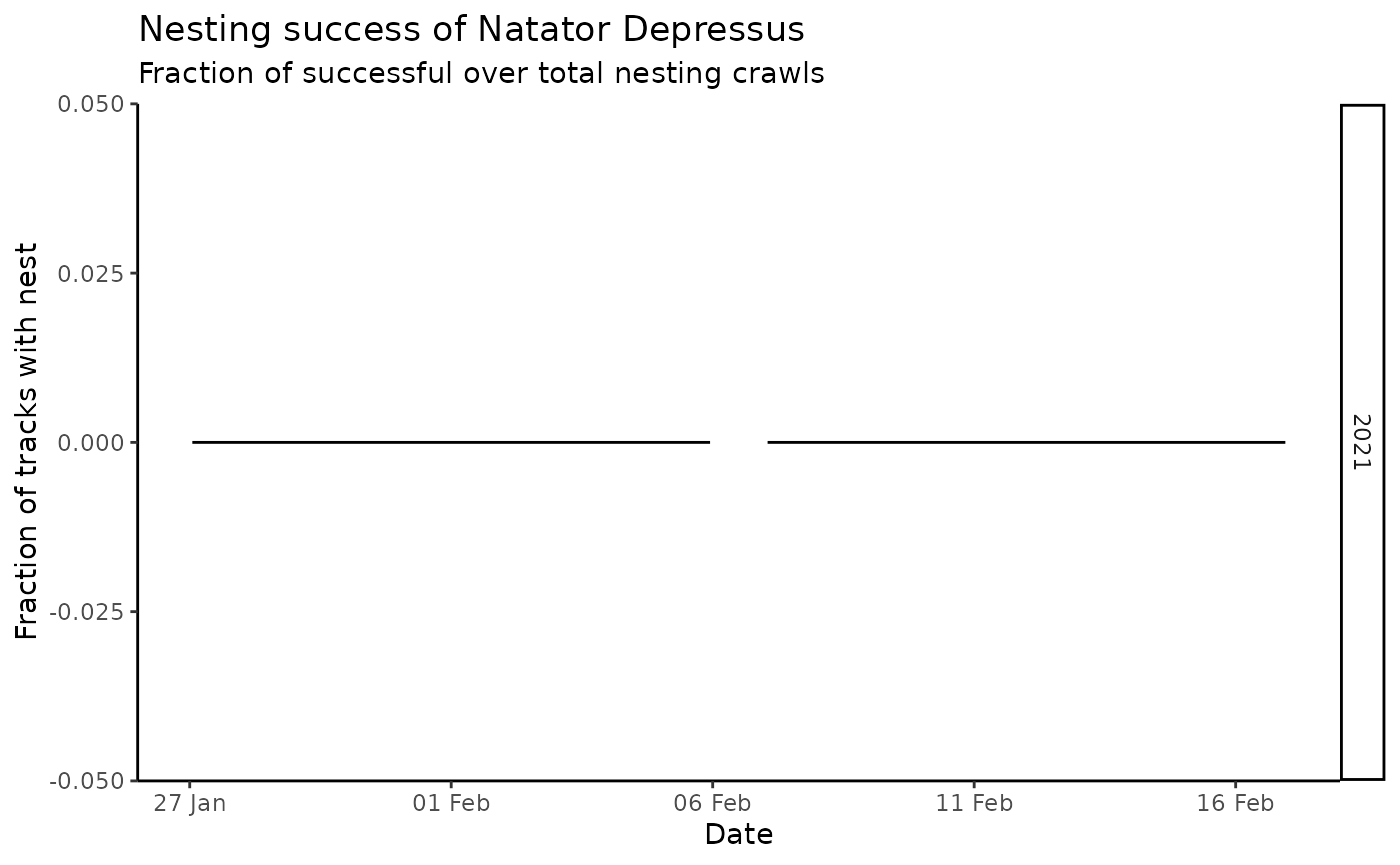 Nesting success of Natator Depressus
Fraction of successful over total nesting crawls
Fraction of tracks with nest
0.050
0.025
0.000
-0.025
-0.050
2021
27 Jan
01 Feb
06 Feb
11 Feb
16 Feb
Date